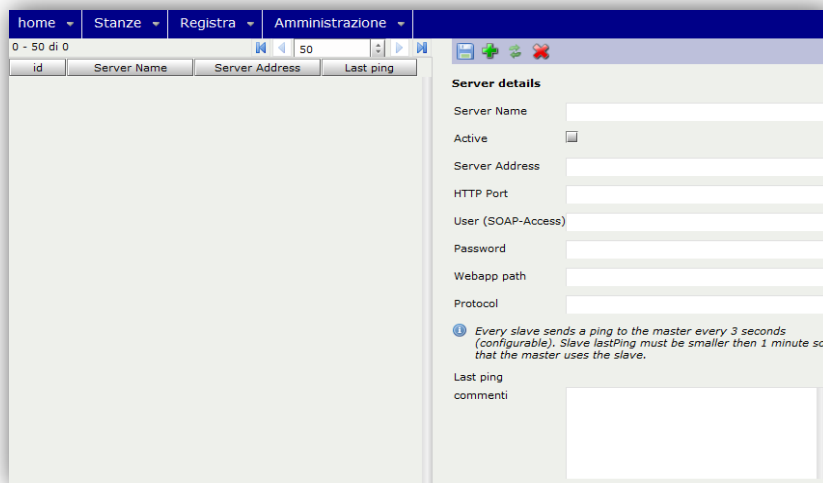 home Stanze Registra Amministrazione
0 - 50 di 0 50
id Server Name Server Address Last ping
Server details
Server Name
Active
Server Address
HTTP Port
User (SOAP-Access)
Password
Webapp path
Protocol
Every slave sends a ping to the master every 3 seconds
(configurable). Slave lastPing must be smaller then 1 minute so
that the master uses the slave.
Last ping
commenti